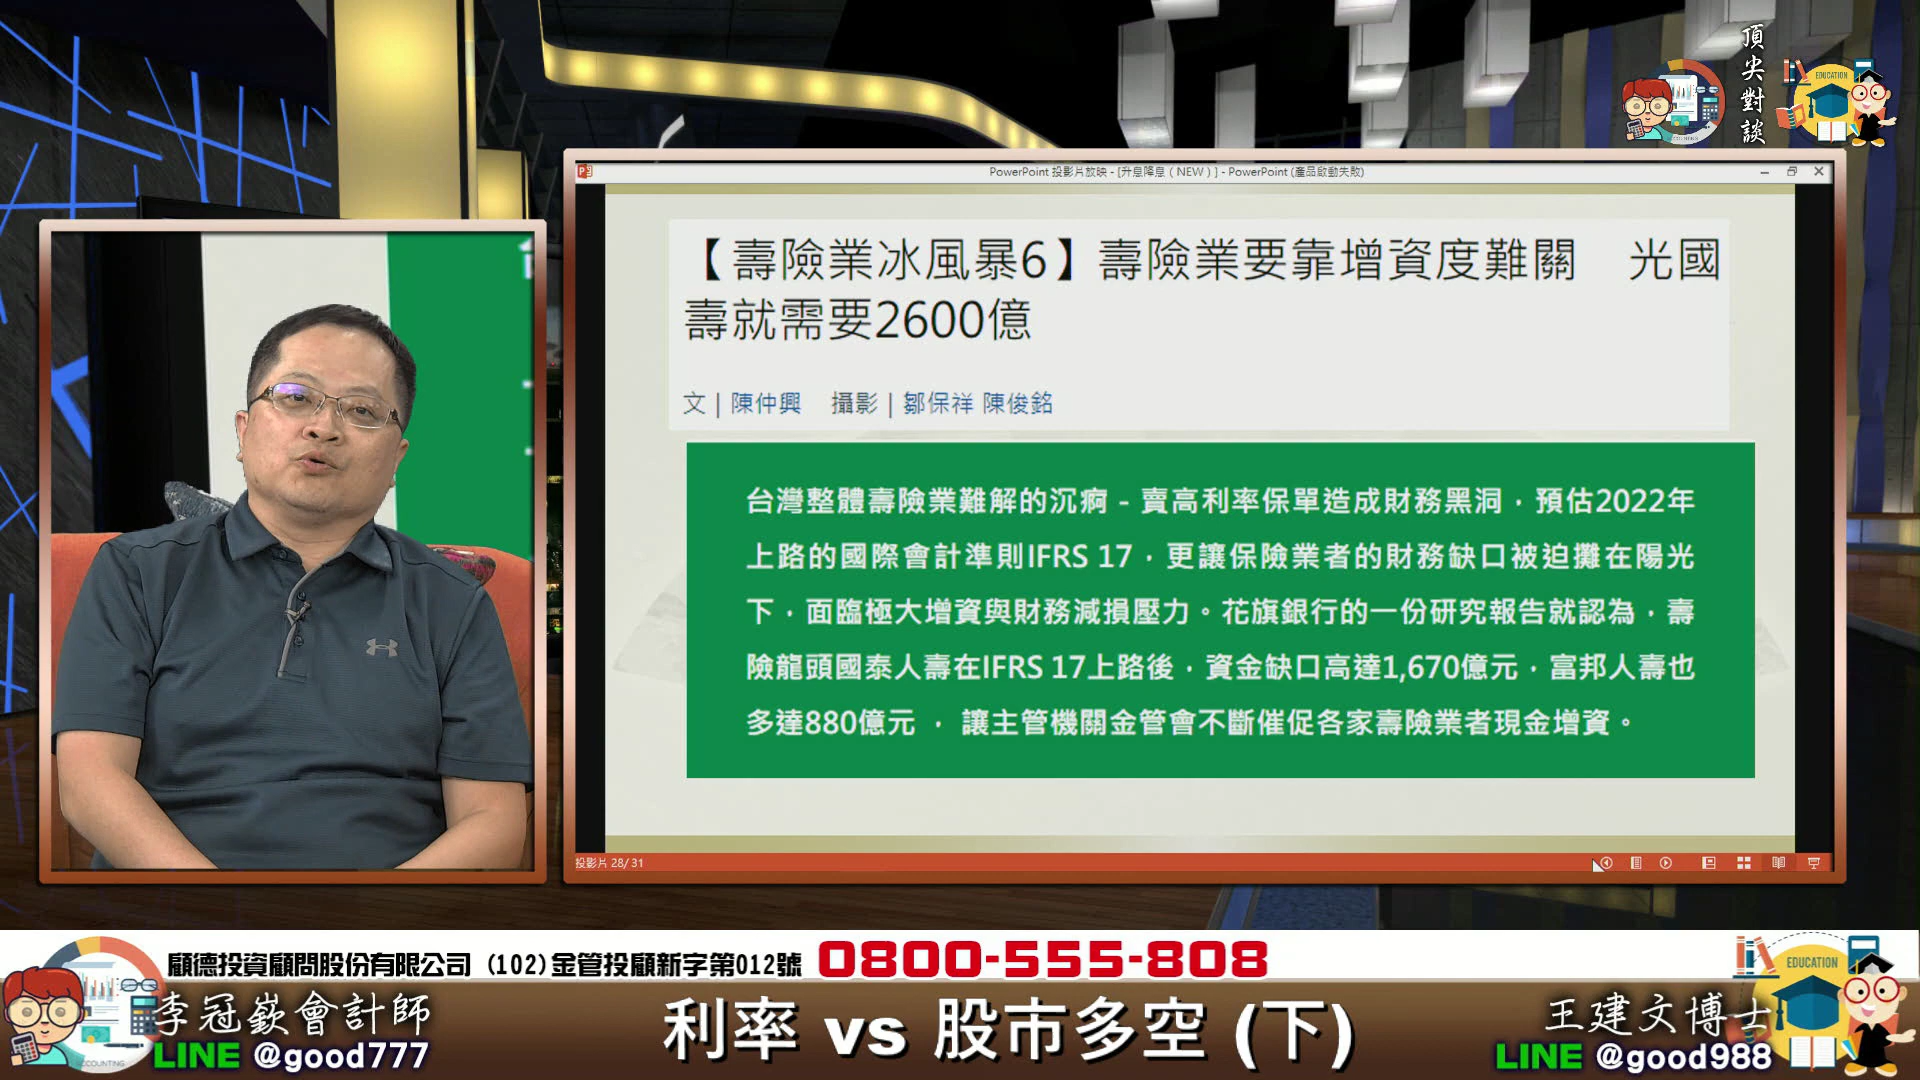 頂尖對談
EDUCATION
PowerPoint 投影片放映 - [升息降息（NEW）] - PowerPoint (產品啟動失敗)
【壽險業冰風暴6】壽險業要靠增資度難關　光國
壽就需要2600億
文 | 陳仲興　攝影 | 鄒保祥 陳俊銘
台灣整體壽險業難解的沉痾 - 賣高利率保單造成財務黑洞，預估2022年
上路的國際會計準則IFRS 17，更讓保險業者的財務缺口被迫攤在陽光
下，面臨極大增資與財務減損壓力。花旗銀行的一份研究報告就認為，壽
險龍頭國泰人壽在IFRS 17上路後，資金缺口高達1,670億元，富邦人壽也
多達880億元 ， 讓主管機關金管會不斷催促各家壽險業者現金增資。
投影片 28/ 31
顧德投資顧問股份有限公司 (102)金管投顧新字第012號 0800-555-808
李冠嶔會計師
LINE @good777
ACCOUNTING
利率 vs 股市多空 (下)
EDUCATION
王建文博士
LINE @good988